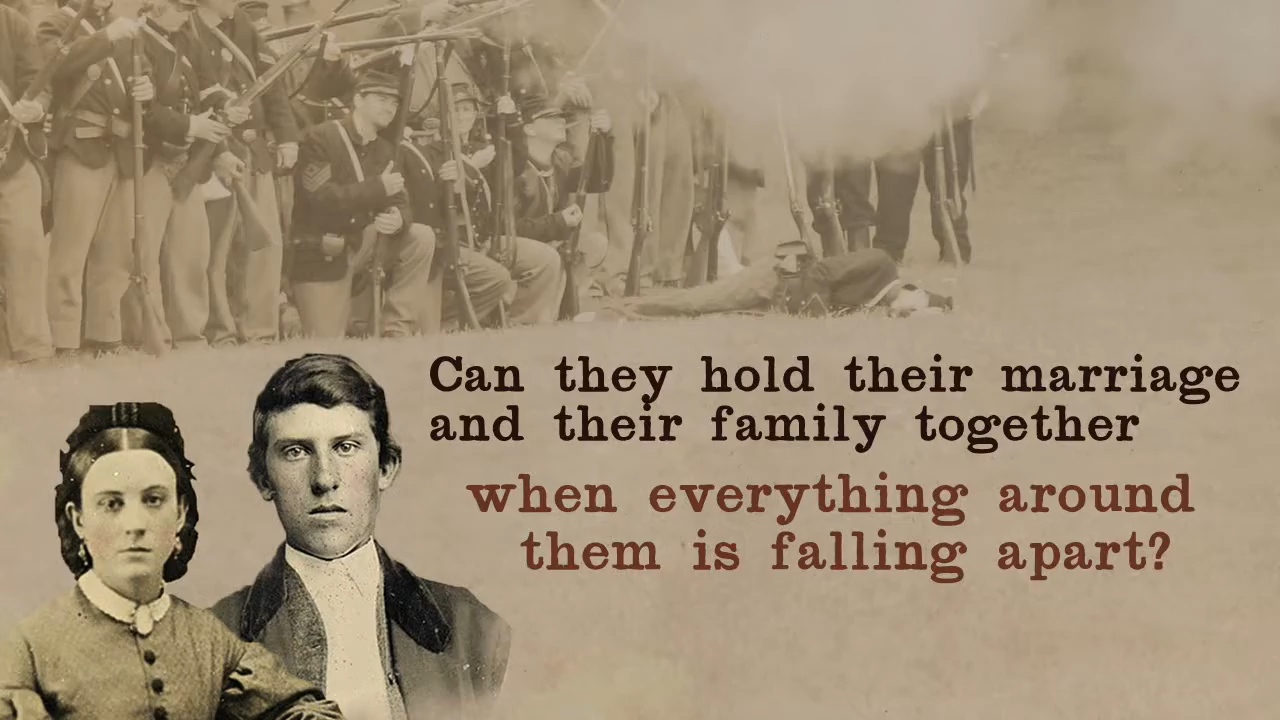 Can they hold their marriage
and their family together
when everything around
them is falling apart?